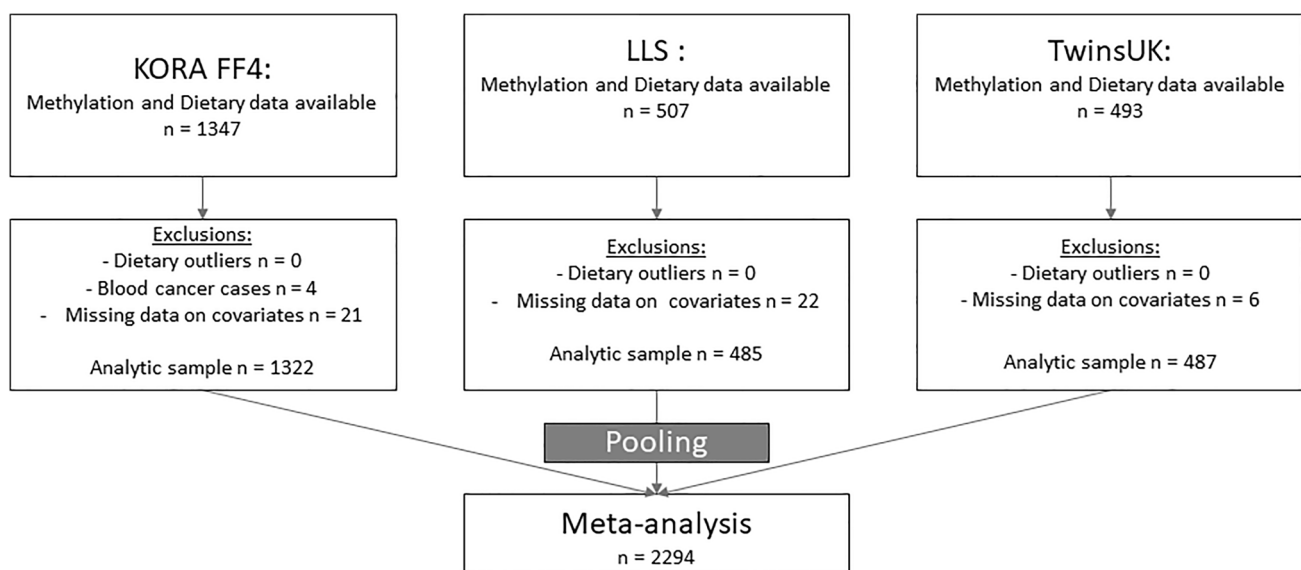 KORA FF4:
Methylation and Dietary data available
n = 1347
LLS :
Methylation and Dietary data available
n = 507
TwinsUK:
Methylation and Dietary data available
n = 493
Exclusions:
- Dietary outliers n = 0
- Blood cancer cases n = 4
- Missing data on covariates n = 21
Analytic sample n = 1322
Exclusions:
- Dietary outliers n = 0
- Missing data on covariates n = 22
Analytic sample n = 485
Exclusions:
- Dietary outliers n = 0
- Missing data on covariates n = 6
Analytic sample n = 487
Pooling
Meta-analysis
n = 2294